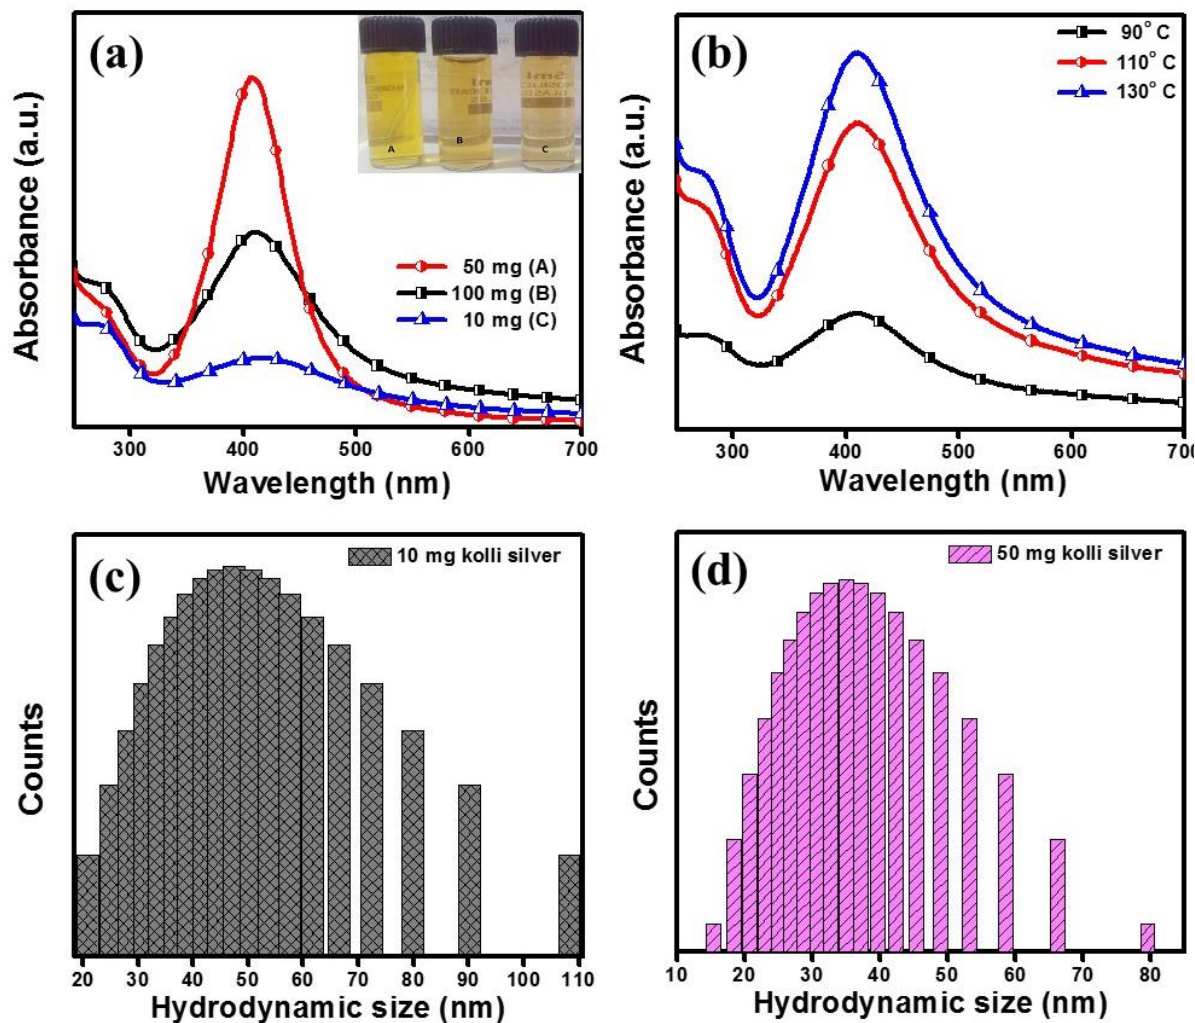 (a)
A
B
C
5ml
50 mg (A)
100 mg (B)
10 mg (C)
Absorbance (a.u.)
300 400 500 600 700
Wavelength (nm)
(b)
90° C
110° C
130° C
Absorbance (a.u.)
300 400 500 600 700
Wavelength (nm)
(c)
10 mg kolli silver
Counts
20 30 40 50 60 70 80 90 100 110
Hydrodynamic size (nm)
(d)
50 mg kolli silver
Counts
10 20 30 40 50 60 70 80
Hydrodynamic size (nm)